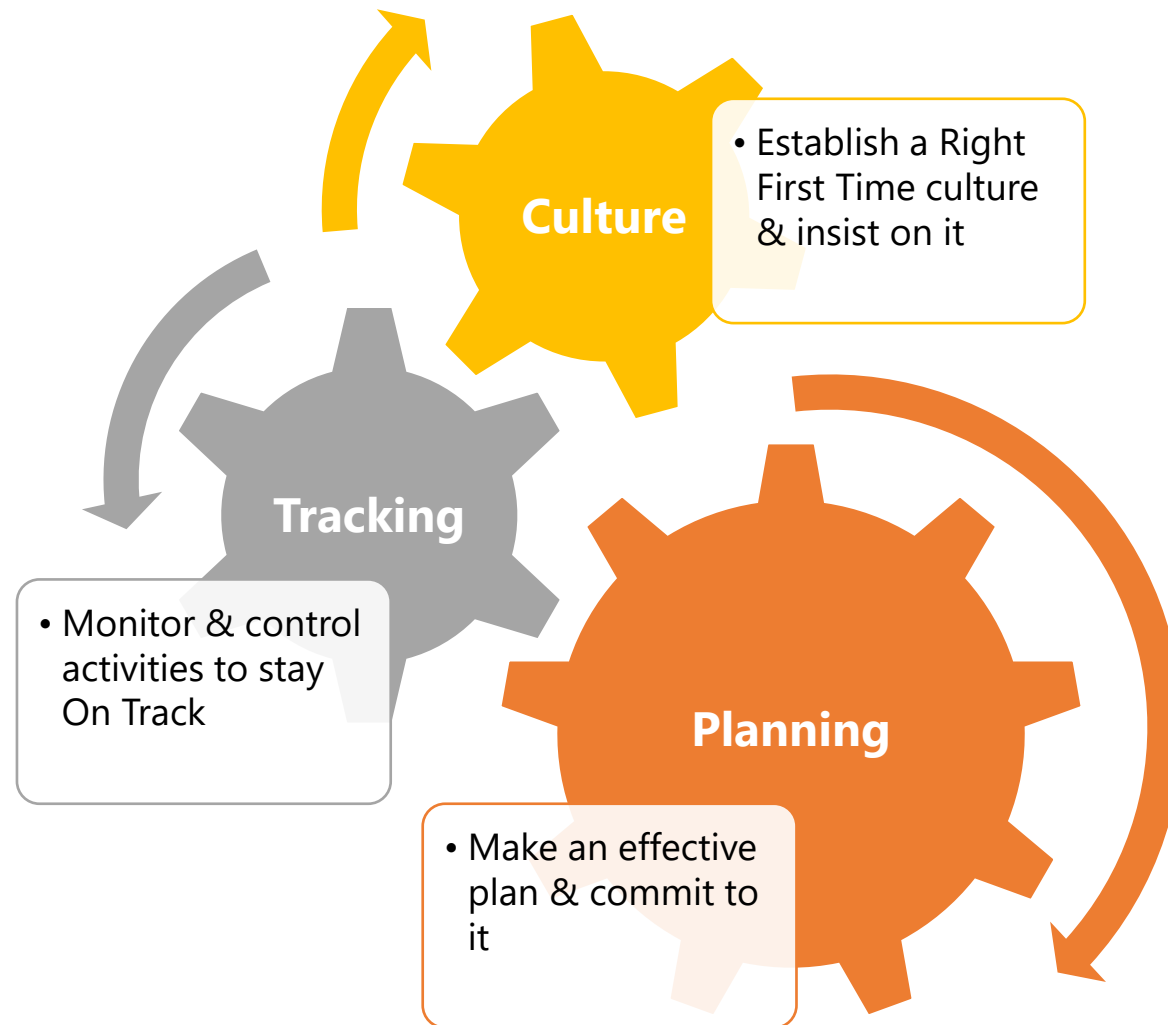 Culture
• Establish a Right
First Time culture
& insist on it
Tracking
• Monitor & control
activities to stay
On Track
Planning
• Make an effective
plan & commit to
it